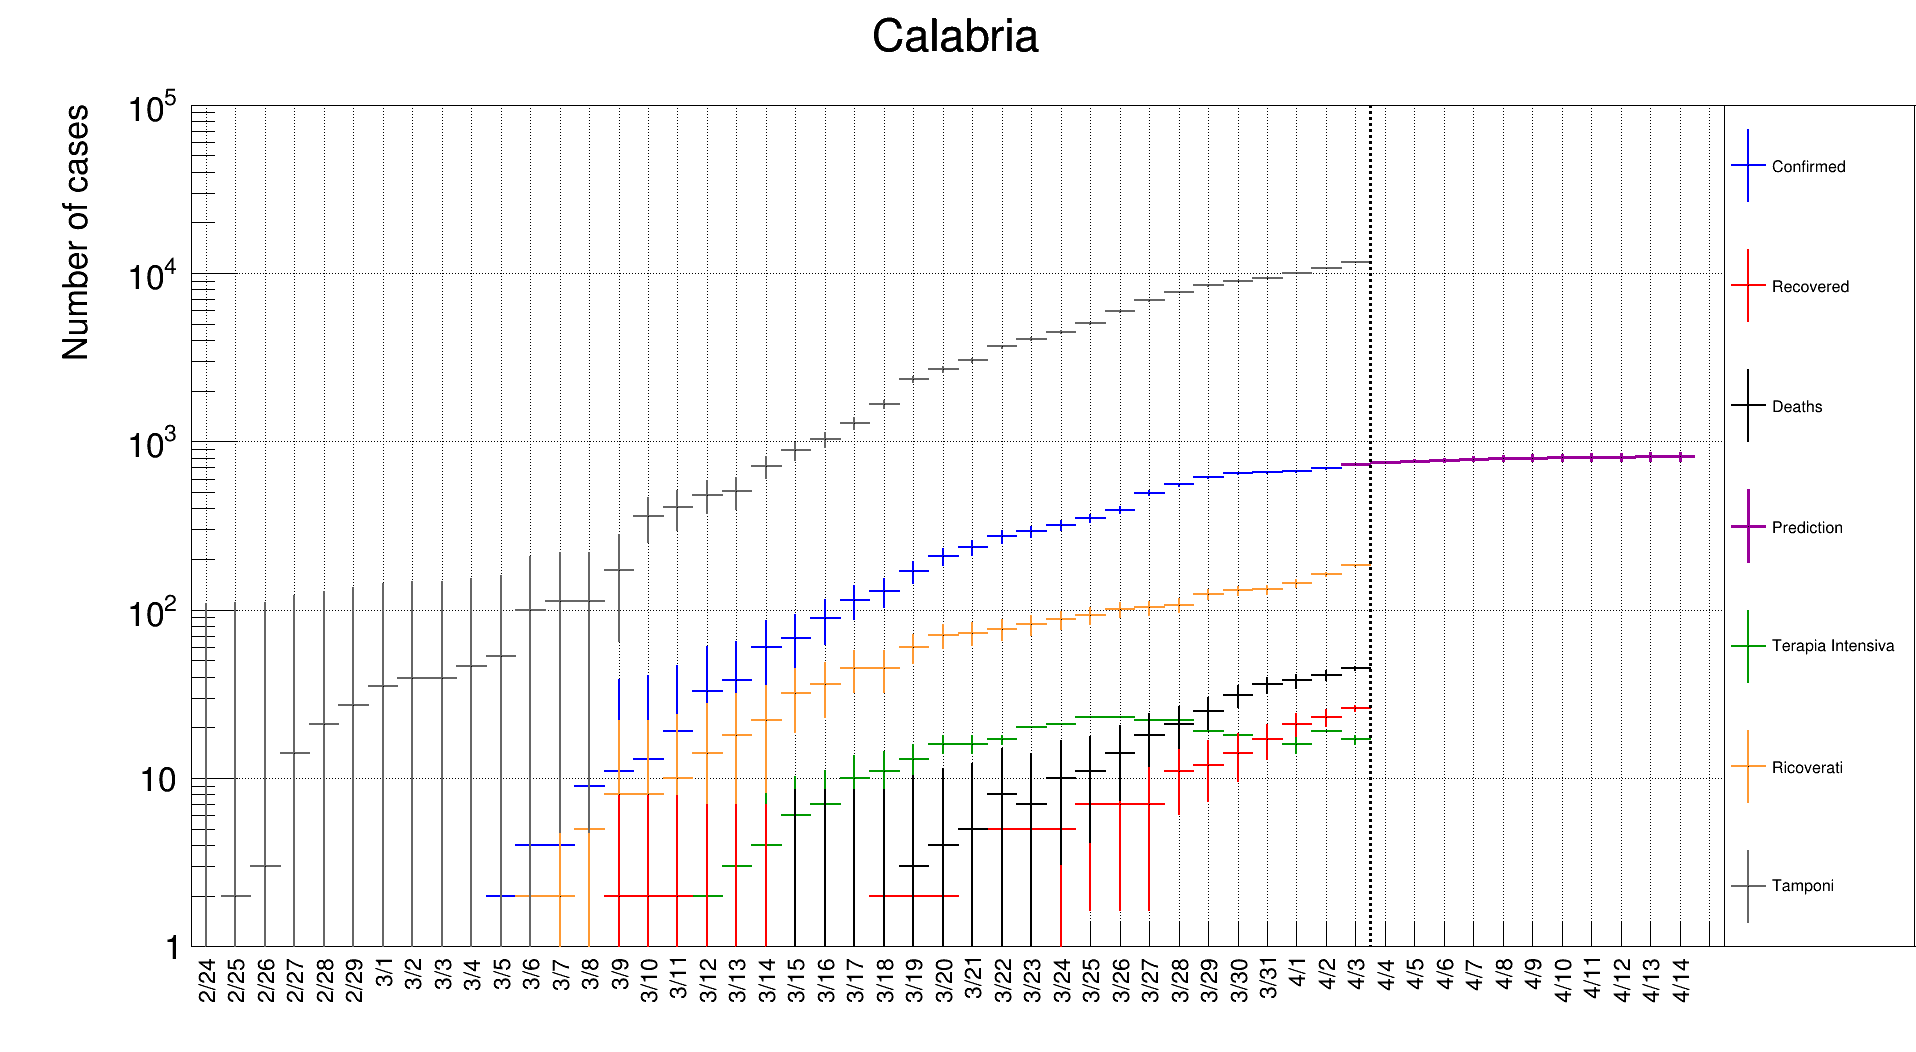 Calabria
Number of cases
10^5
10^4
10^3
10^2
10
1
2/24 2/25 2/26 2/27 2/28 2/29 3/1 3/2 3/3 3/4 3/5 3/6 3/7 3/8 3/9 3/10 3/11 3/12 3/13 3/14 3/15 3/16 3/17 3/18 3/19 3/20 3/21 3/22 3/23 3/24 3/25 3/26 3/27 3/28 3/29 3/30 3/31 4/1 4/2 4/3 4/4 4/5 4/6 4/7 4/8 4/9 4/10 4/11 4/12 4/13 4/14
Confirmed
Recovered
Deaths
Prediction
Terapia Intensiva
Ricoverati
Tamponi